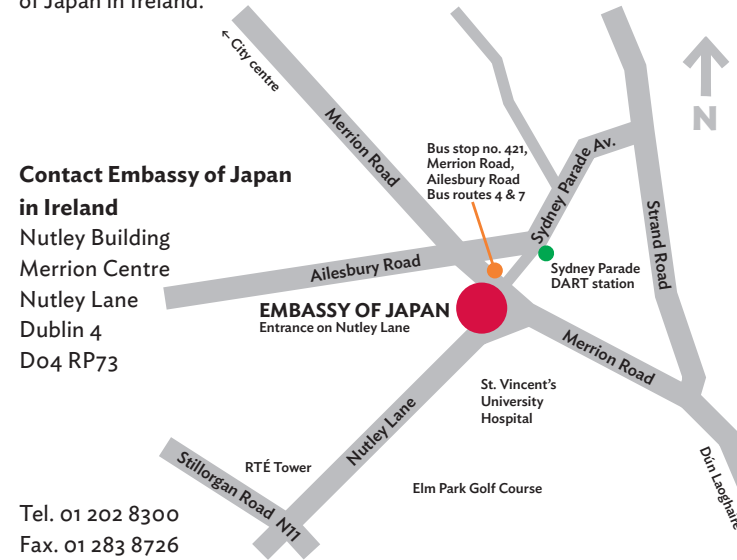 of Japan in Ireland.
← City centre
Merrion Road
N
Bus stop no. 421,
Merrion Road,
Ailesbury Road
Bus routes 4 & 7
Sydney Parade Av.
Strand Road
Contact Embassy of Japan
in Ireland
Nutley Building
Merrion Centre
Nutley Lane
Dublin 4
D04 RP73
Ailesbury Road
Sydney Parade
DART station
EMBASSY OF JAPAN
Entrance on Nutley Lane
Merrion Road
St. Vincent's
University
Hospital
Nutley Lane
Dún Laoghaire
Stillorgan Road N11
RTÉ Tower
Elm Park Golf Course
Tel. 01 202 8300
Fax. 01 283 8726